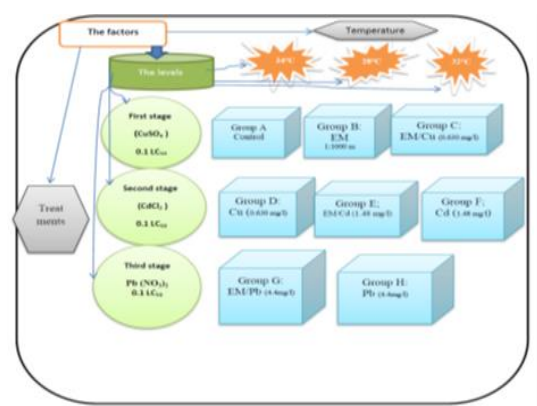 The factors
Temperature
The levels
28°C
First stage
(CuSO₄ )
0.1 LC₅₀
Group A
Control
Group B:
EM
1:1000 m
Group C:
EM/Cu (0.630 mg/l)
Second stage
(CdCl₂ )
0.1 LC₅₀
Group D:
Cu (0.630 mg/l)
Group E;
EM/Cd (1.48 mg/l)
Group F;
Cd (1.48 mg/l)
Treat
ments
Third stage
Pb (NO₃)₂
0.1 LC₅₀
Group G:
EM/Pb (4.4mg/l)
Group H:
Pb (4.4mg/l)